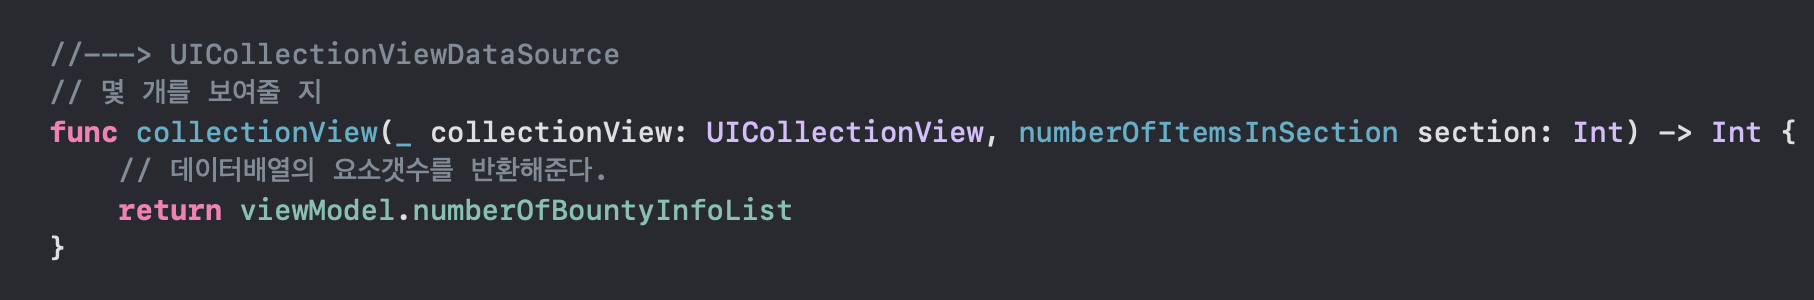 //---> UICollectionViewDataSource
// 몇 개를 보여줄 지
func collectionView(_ collectionView: UICollectionView, numberOfItemsInSection section: Int) -> Int {
    // 데이터배열의 요소갯수를 반환해준다.
    return viewModel.numberOfBountyInfoList
}